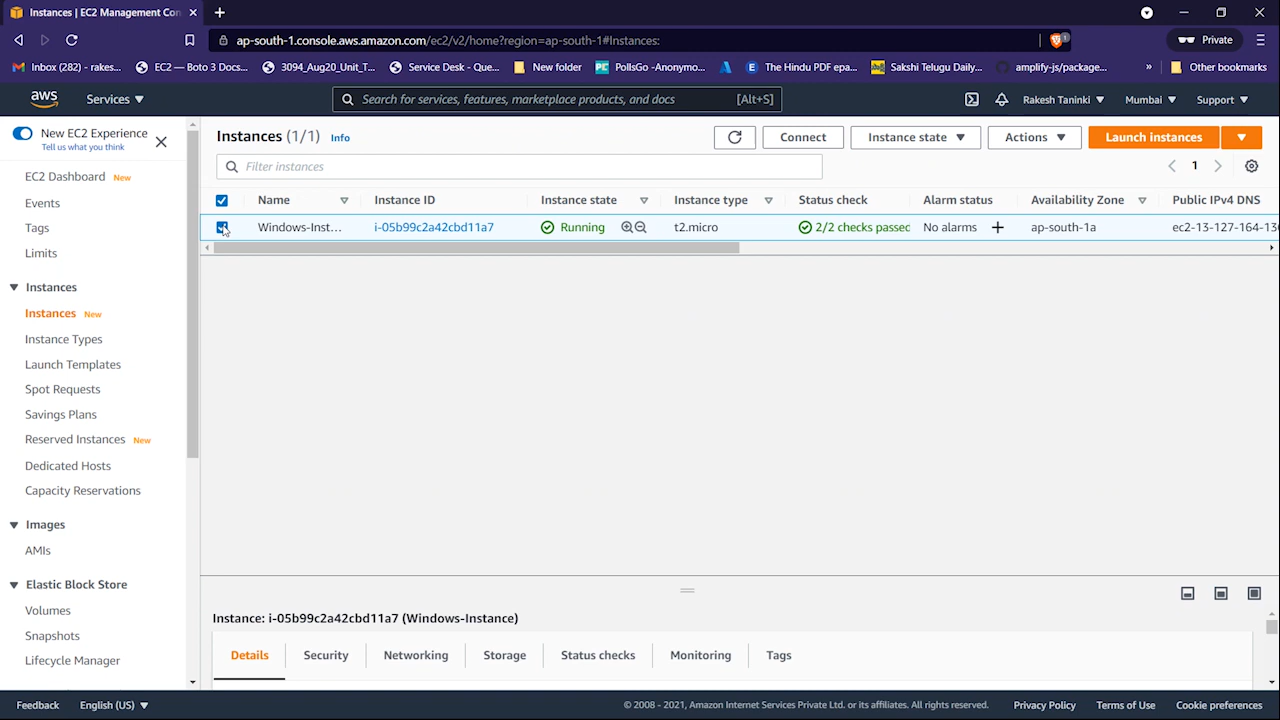 Instances | EC2 Management Con
ap-south-1.console.aws.amazon.com/ec2/v2/home?region=ap-south-1#Instances:
Private
Inbox (282) - rakes...
EC2 — Boto 3 Docs...
3094_Aug20_Unit T...
Service Desk - Que...
New folder
PollsGo -Anonymo...
The Hindu PDF epa...
Sakshi Telugu Daily...
amplify-js/package...
»
Other bookmarks
aws
Services
Search for services, features, marketplace products, and docs
[Alt+S]
Rakesh Taninki
Mumbai
Support
New EC2 Experience
Tell us what you think
EC2 Dashboard New
Events
Tags
Limits
Instances
Instances New
Instance Types
Launch Templates
Spot Requests
Savings Plans
Reserved Instances New
Dedicated Hosts
Capacity Reservations
Images
AMIs
Elastic Block Store
Volumes
Snapshots
Lifecycle Manager
Instances (1/1) Info
Connect
Instance state
Actions
Launch instances
Filter instances
1
Name Instance ID Instance state Instance type Status check Alarm status Availability Zone Public IPv4 DNS
Windows-Inst... i-05b99c2a42cbd11a7 Running t2.micro 2/2 checks passed No alarms + ap-south-1a ec2-13-127-164-13
Instance: i-05b99c2a42cbd11a7 (Windows-Instance)
Details Security Networking Storage Status checks Monitoring Tags
Feedback English (US) © 2008 - 2021, Amazon Internet Services Private Ltd. or its affiliates. All rights reserved. Privacy Policy Terms of Use Cookie preferences